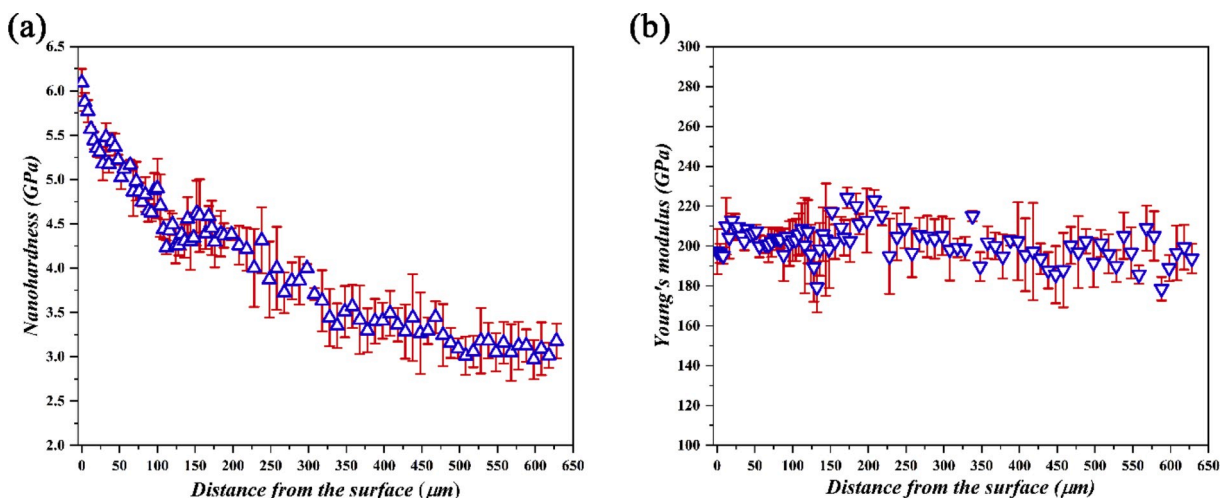 (a)
6.5
6.0
5.5
5.0
4.5
4.0
3.5
3.0
2.5
2.0
Nanohardness (GPa)
0 50 100 150 200 250 300 350 400 450 500 550 600 650
Distance from the surface (μm)
(b)
300
280
260
240
220
200
180
160
140
120
100
Young's modulus (GPa)
0 50 100 150 200 250 300 350 400 450 500 550 600 650
Distance from the surface (μm)